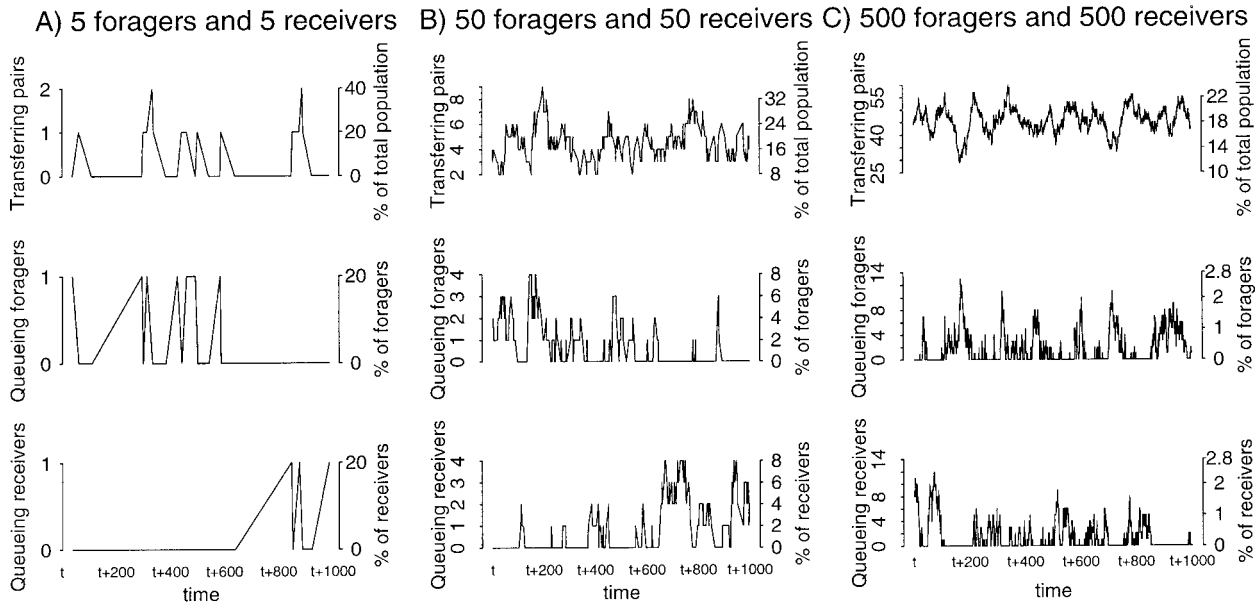 A) 5 foragers and 5 receivers
B) 50 foragers and 50 receivers
C) 500 foragers and 500 receivers
Transferring pairs
2
1
0
40
20
0
% of total population
Transferring pairs
8
6
4
2
32
24
16
8
% of total population
Transferring pairs
55
40
25
22
18
14
10
% of total population
Queueing foragers
1
0
20
0
% of foragers
Queueing foragers
4
3
2
1
0
8
6
4
2
0
% of foragers
Queueing foragers
14
8
4
0
2.8
2
1
0
% of foragers
Queueing receivers
1
0
20
0
% of receivers
t
t+200
t+400
t+600
t+800
t+1000
time
Queueing receivers
4
3
2
1
0
8
6
4
2
0
% of receivers
t
t+200
t+400
t+600
t+800
t+1000
time
Queueing receivers
14
8
4
0
2.8
2
1
0
% of receivers
t
t+200
t+400
t+600
t+800
t+1000
time